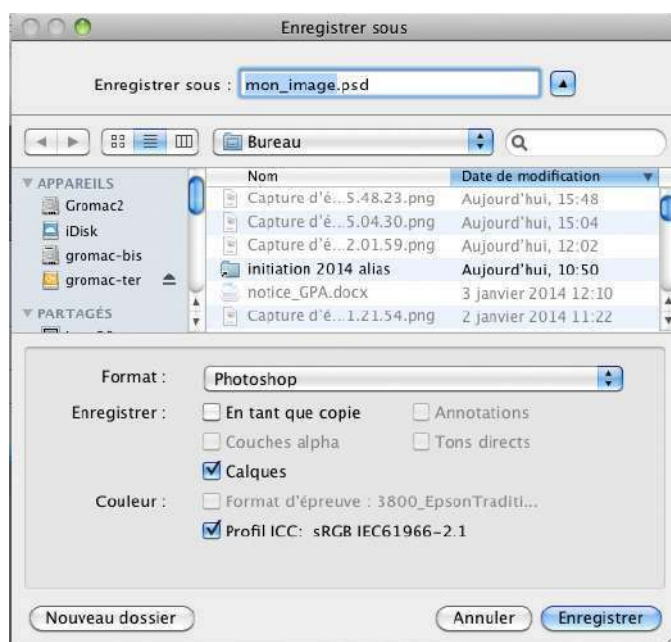 Enregistrer sous
Enregistrer sous : mon_image.psd
Bureau
Nom Date de modification
APPAREILS
Gromac2
iDisk
gromac-bis
gromac-ter
PARTAGÉS
Capture d'é...5.48.23.png Aujourd'hui, 15:48
Capture d'é...5.04.30.png Aujourd'hui, 15:04
Capture d'é...2.01.59.png Aujourd'hui, 12:02
initiation 2014 alias Aujourd'hui, 10:50
notice_GPA.docx 3 janvier 2014 12:10
Capture d'é...1.21.54.png 2 janvier 2014 11:22
Format : Photoshop
Enregistrer : En tant que copie Annotations
Couches alpha Tons directs
Calques
Couleur : Format d'épreuve : 3800_EpsonTraditi...
Profil ICC: sRGB IEC61966-2.1
Nouveau dossier Annuler Enregistrer